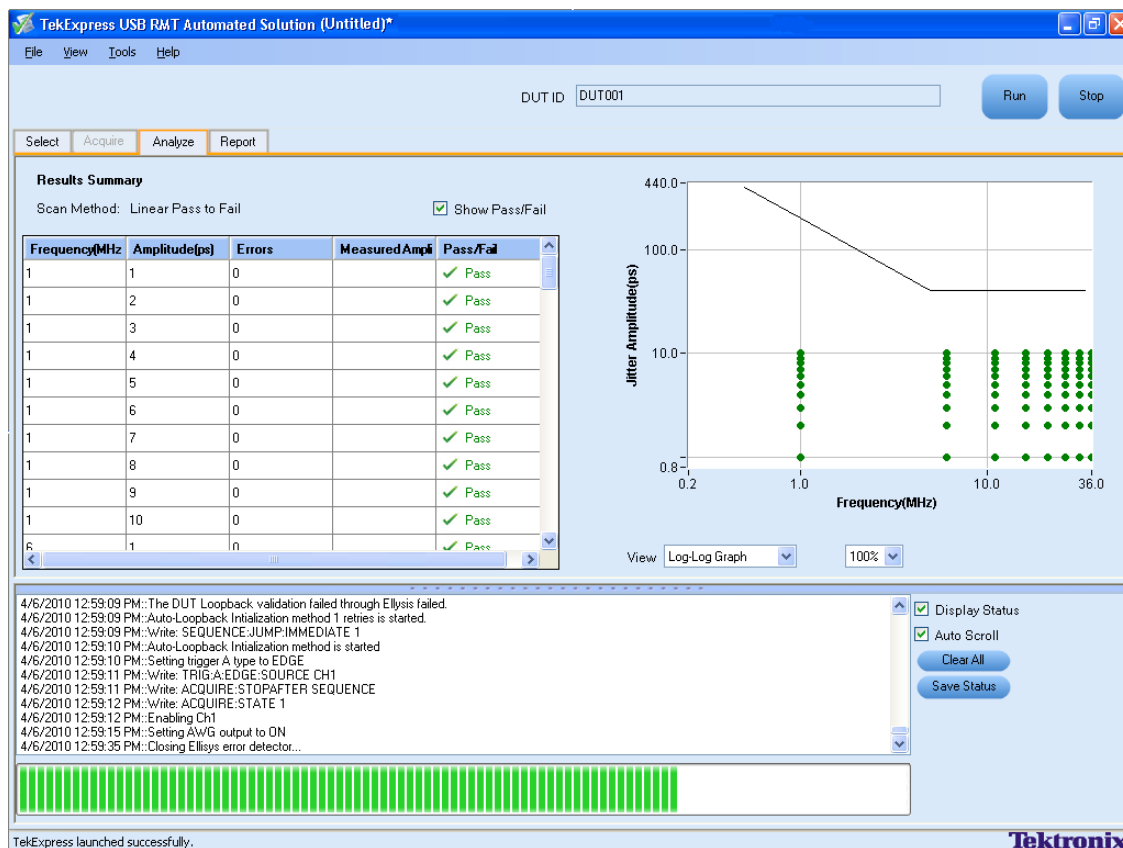 TekExpress USB RMT Automated Solution (Untitled)*
File View Tools Help
DUT ID DUT001 Run Stop
Select Acquire Analyze Report
Results Summary
Scan Method: Linear Pass to Fail Show Pass/Fail
Frequency(MHz Amplitude(ps) Errors Measured Ampli Pass/Fail
1 1 0 Pass
1 2 0 Pass
1 3 0 Pass
1 4 0 Pass
1 5 0 Pass
1 6 0 Pass
1 7 0 Pass
1 8 0 Pass
1 9 0 Pass
1 10 0 Pass
6 1 0 Pass
440.0
100.0
10.0
0.8
Jitter Amplitude(ps)
0.2 1.0 10.0 36.0
Frequency(MHz)
View Log-Log Graph 100%
4/6/2010 12:59:09 PM::The DUT Loopback validation failed through Ellysis failed.
4/6/2010 12:59:09 PM::Auto-Loopback Intialization method 1 retries is started.
4/6/2010 12:59:09 PM::Write: SEQUENCE:JUMP:IMMEDIATE 1
4/6/2010 12:59:10 PM::Auto-Loopback Intialization method is started
4/6/2010 12:59:10 PM::Setting trigger A type to EDGE
4/6/2010 12:59:11 PM::Write: TRIG:A:EDGE:SOURCE CH1
4/6/2010 12:59:11 PM::Write: ACQUIRE:STOPAFTER SEQUENCE
4/6/2010 12:59:12 PM::Write: ACQUIRE:STATE 1
4/6/2010 12:59:12 PM::Enabling Ch1
4/6/2010 12:59:15 PM::Setting AWG output to ON
4/6/2010 12:59:35 PM::Closing Ellisys error detector...
Display Status
Auto Scroll
Clear All
Save Status
TekExpress launched successfully.
Tektronix